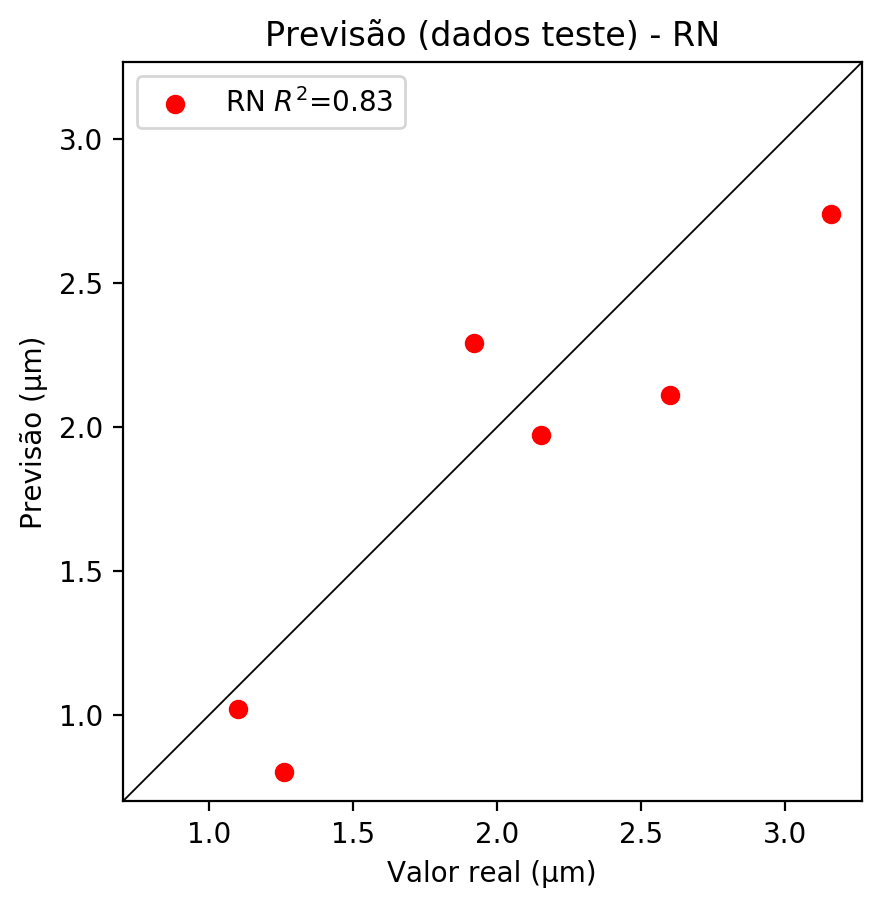 Previsão (dados teste) - RN
RN R²=0.83
3.0
2.5
2.0
1.5
1.0
Previsão (µm)
1.0 1.5 2.0 2.5 3.0
Valor real (µm)